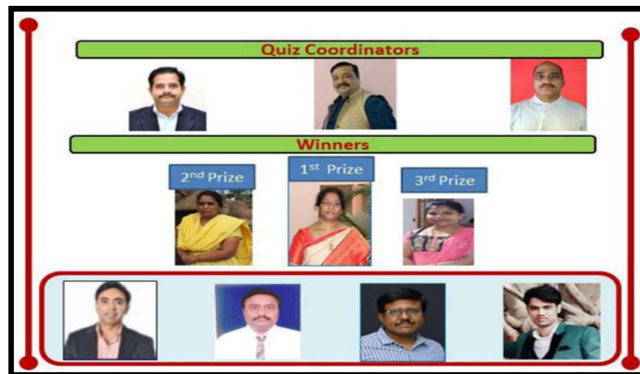 Quiz Coordinators
Winners
2nd Prize
1st Prize
3rd Prize